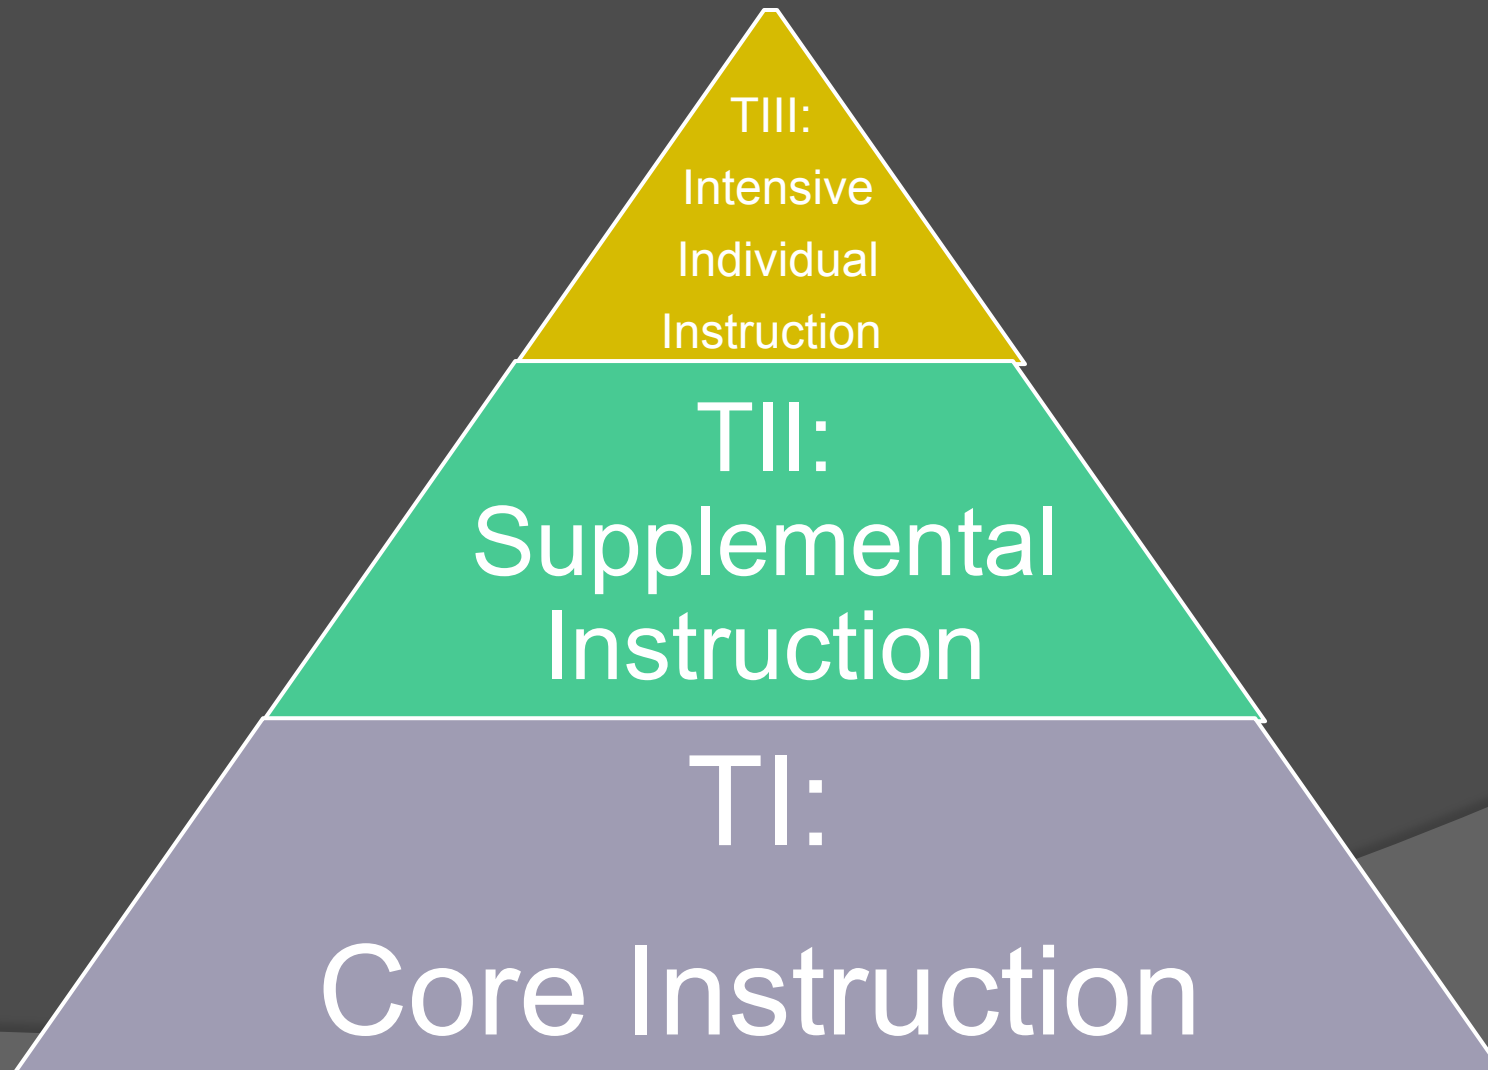 TIII:
Intensive
Individual
Instruction
TII:
Supplemental
Instruction
TI:
Core Instruction